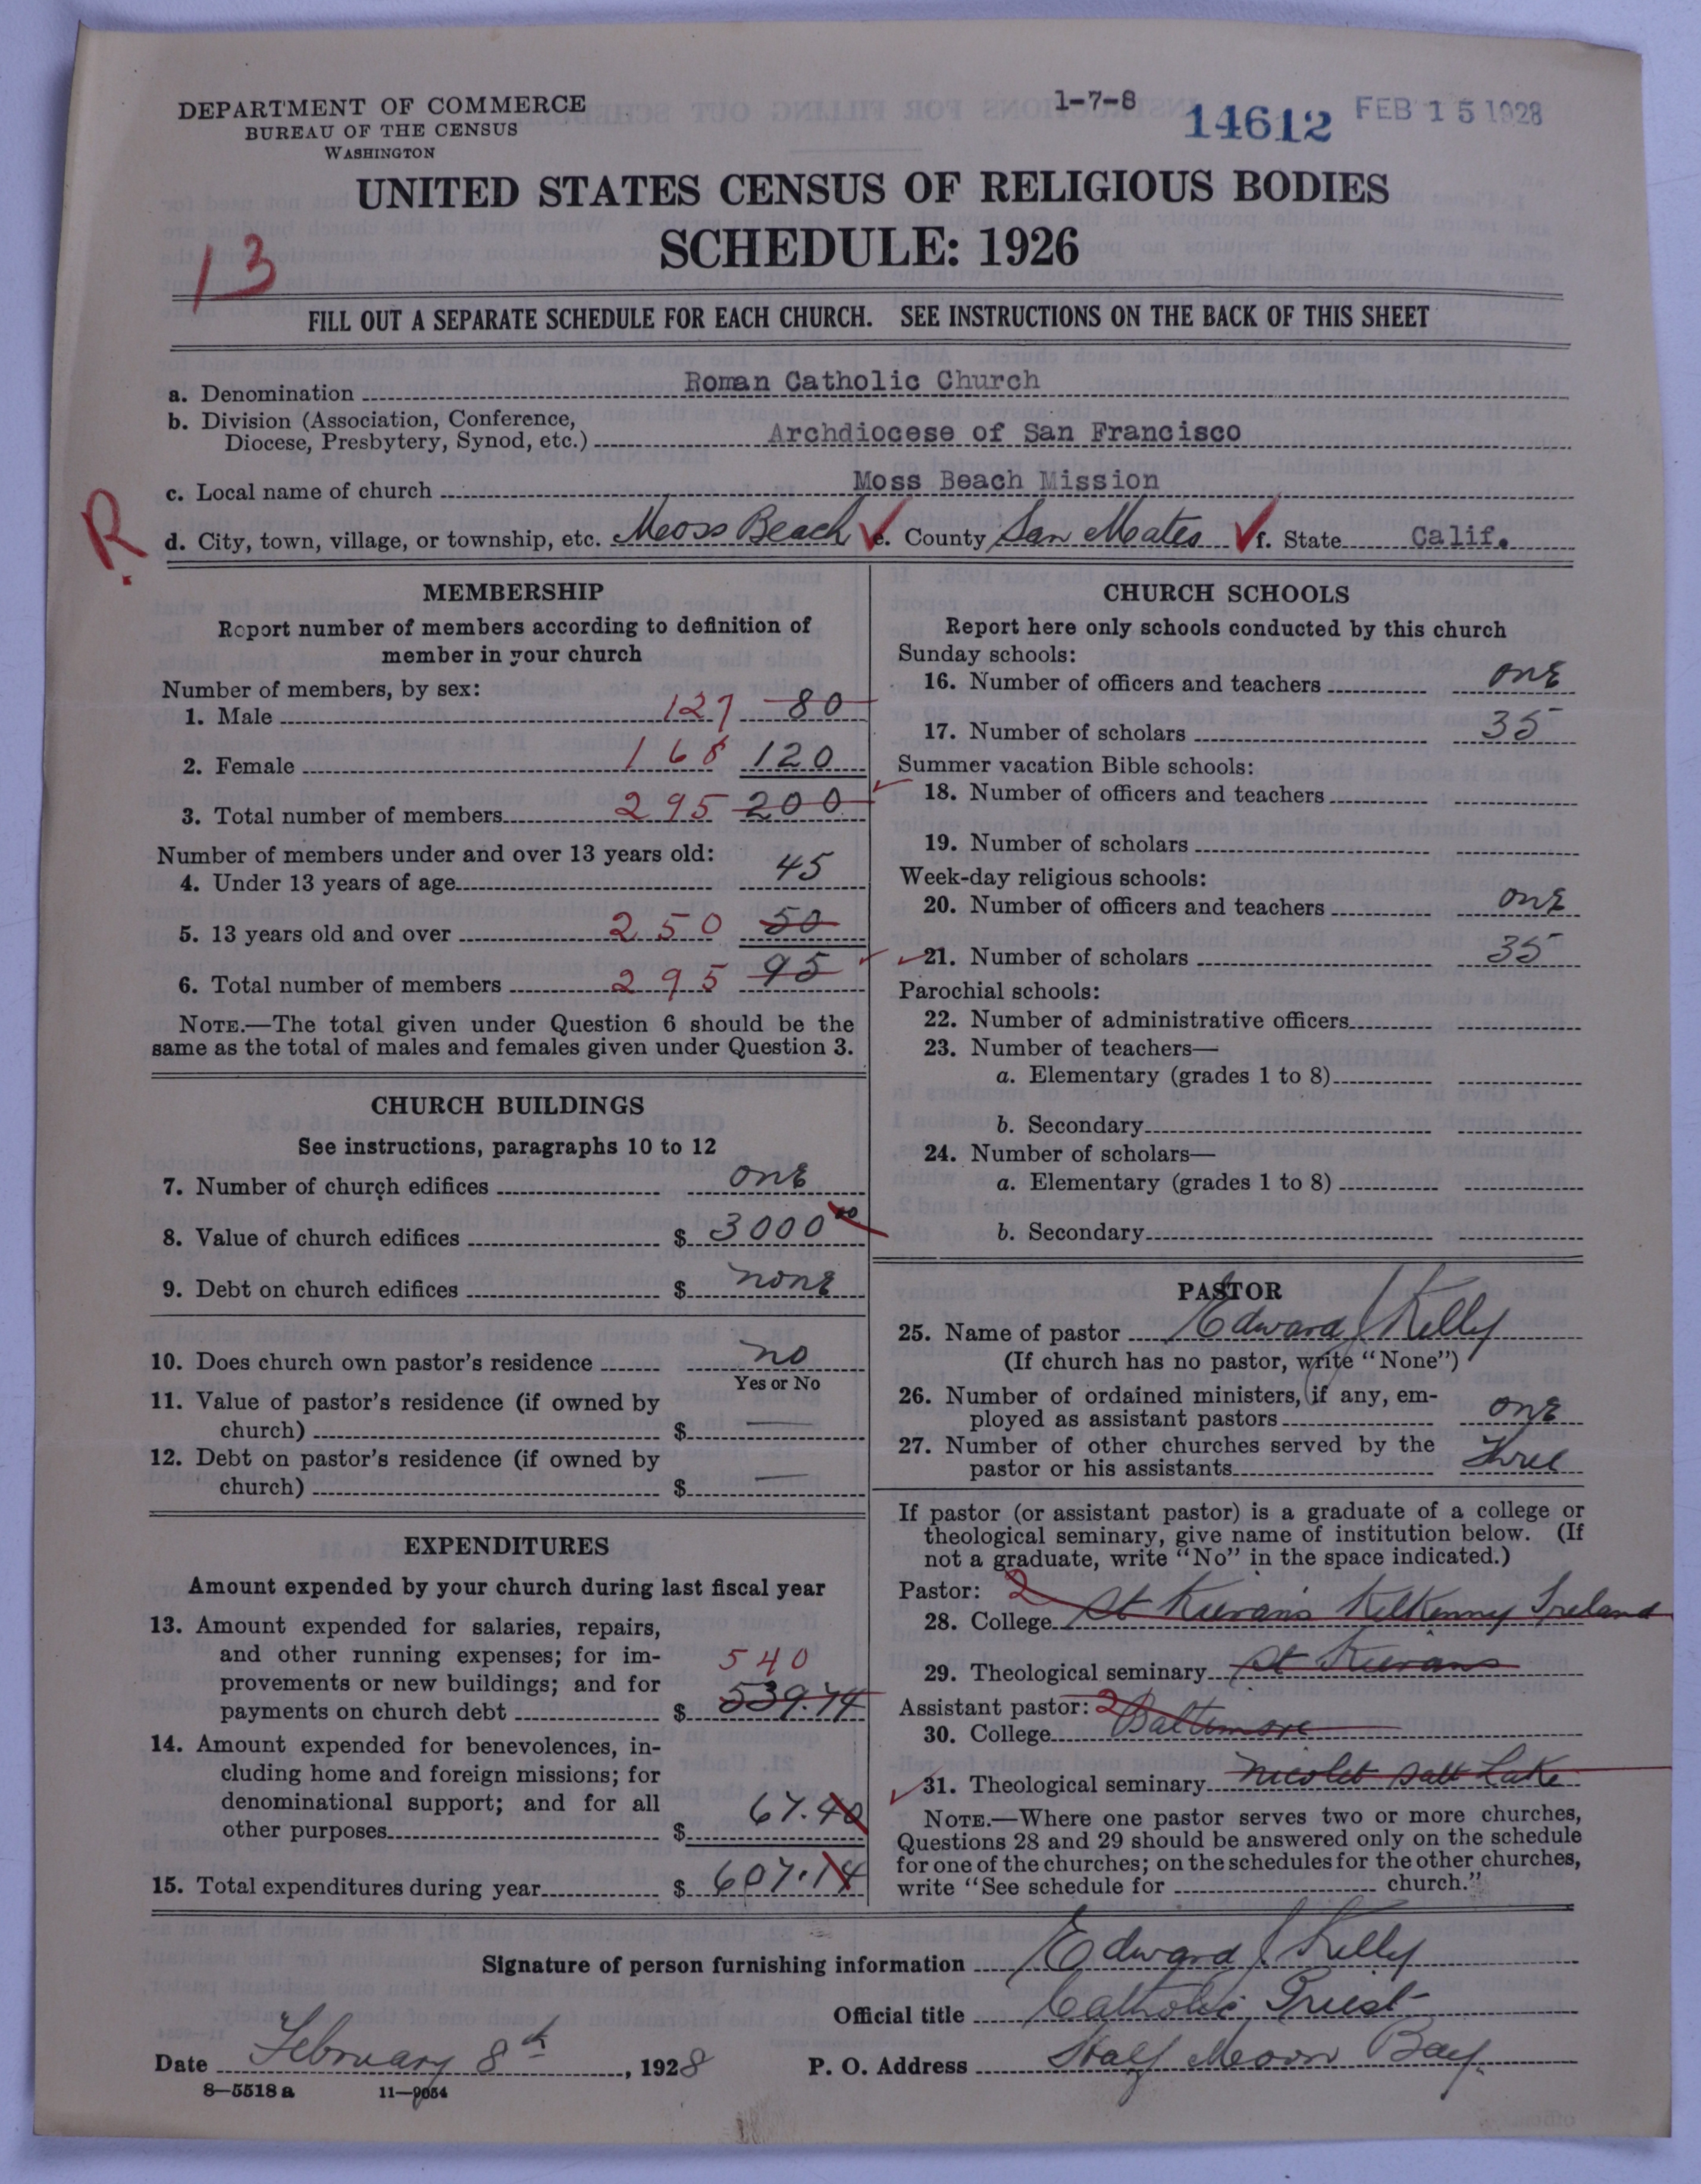 DEPARTMENT OF COMMERCE
BUREAU OF THE CENSUS
WASHINGTON
1-7-8
14612
FEB 15 1928
UNITED STATES CENSUS OF RELIGIOUS BODIES
SCHEDULE: 1926
13
FILL OUT A SEPARATE SCHEDULE FOR EACH CHURCH. SEE INSTRUCTIONS ON THE BACK OF THIS SHEET
a. Denomination Roman Catholic Church
b. Division (Association, Conference,
Diocese, Presbytery, Synod, etc.) Archdiocese of San Francisco
c. Local name of church Moss Beach Mission
R.
d. City, town, village, or township, etc. Moss Beach e. County San Mateo f. State Calif.
MEMBERSHIP
Report number of members according to definition of
member in your church
Number of members, by sex:
1. Male 127 80
2. Female 168 120
3. Total number of members 295 200
Number of members under and over 13 years old:
4. Under 13 years of age 45
5. 13 years old and over 250 50
6. Total number of members 295 95
NOTE.—The total given under Question 6 should be the
same as the total of males and females given under Question 3.
CHURCH BUILDINGS
See instructions, paragraphs 10 to 12
7. Number of church edifices one
8. Value of church edifices $ 3000 00
9. Debt on church edifices $ none
10. Does church own pastor's residence no
Yes or No
11. Value of pastor's residence (if owned by
church) $ —
12. Debt on pastor's residence (if owned by
church) $ —
EXPENDITURES
Amount expended by your church during last fiscal year
13. Amount expended for salaries, repairs,
and other running expenses; for im-
provements or new buildings; and for
payments on church debt $ 540 539.74
14. Amount expended for benevolences, in-
cluding home and foreign missions; for
denominational support; and for all
other purposes $ 67.40
15. Total expenditures during year $ 607.14
CHURCH SCHOOLS
Report here only schools conducted by this church
Sunday schools:
16. Number of officers and teachers one
17. Number of scholars 35
Summer vacation Bible schools:
18. Number of officers and teachers
19. Number of scholars
Week-day religious schools:
20. Number of officers and teachers one
21. Number of scholars 35
Parochial schools:
22. Number of administrative officers
23. Number of teachers—
a. Elementary (grades 1 to 8)
b. Secondary
24. Number of scholars—
a. Elementary (grades 1 to 8)
b. Secondary
PASTOR
25. Name of pastor Edward J Kelly
(If church has no pastor, write "None")
26. Number of ordained ministers, if any, em-
ployed as assistant pastors one
27. Number of other churches served by the
pastor or his assistants three
If pastor (or assistant pastor) is a graduate of a college or
theological seminary, give name of institution below. (If
not a graduate, write "No" in the space indicated.)
Pastor: 2
28. College St Kieran's Kilkenny Ireland
29. Theological seminary St Kierans
Assistant pastor: 2
30. College Baltimore
31. Theological seminary Salt Lake
NOTE.—Where one pastor serves two or more churches,
Questions 28 and 29 should be answered only on the schedule
for one of the churches; on the schedules for the other churches,
write "See schedule for church."
Signature of person furnishing information Edward J Kelly
Official title Catholic Priest
Date February 8th, 1928 P. O. Address Half Moon Bay.
8—5518 a 11—9054